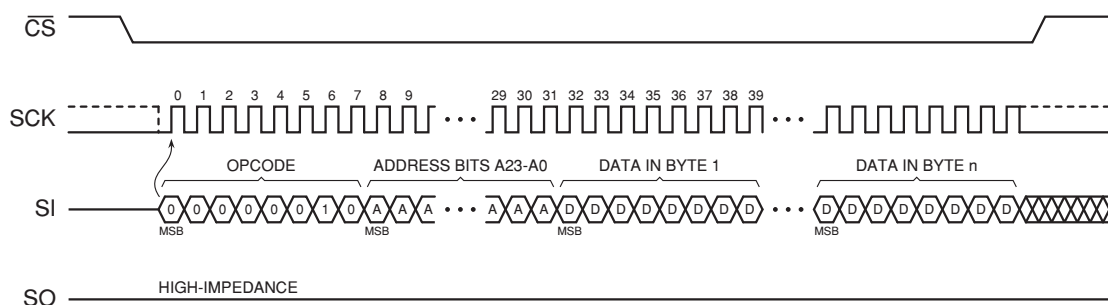 CS
0 1 2 3 4 5 6 7 8 9 29 30 31 32 33 34 35 36 37 38 39
SCK
OPCODE ADDRESS BITS A23-A0 DATA IN BYTE 1 DATA IN BYTE n
SI 0 0 0 0 0 0 1 0 A A A A A A D D D D D D D D D D D D D D D D
MSB MSB MSB MSB
HIGH-IMPEDANCE
SO